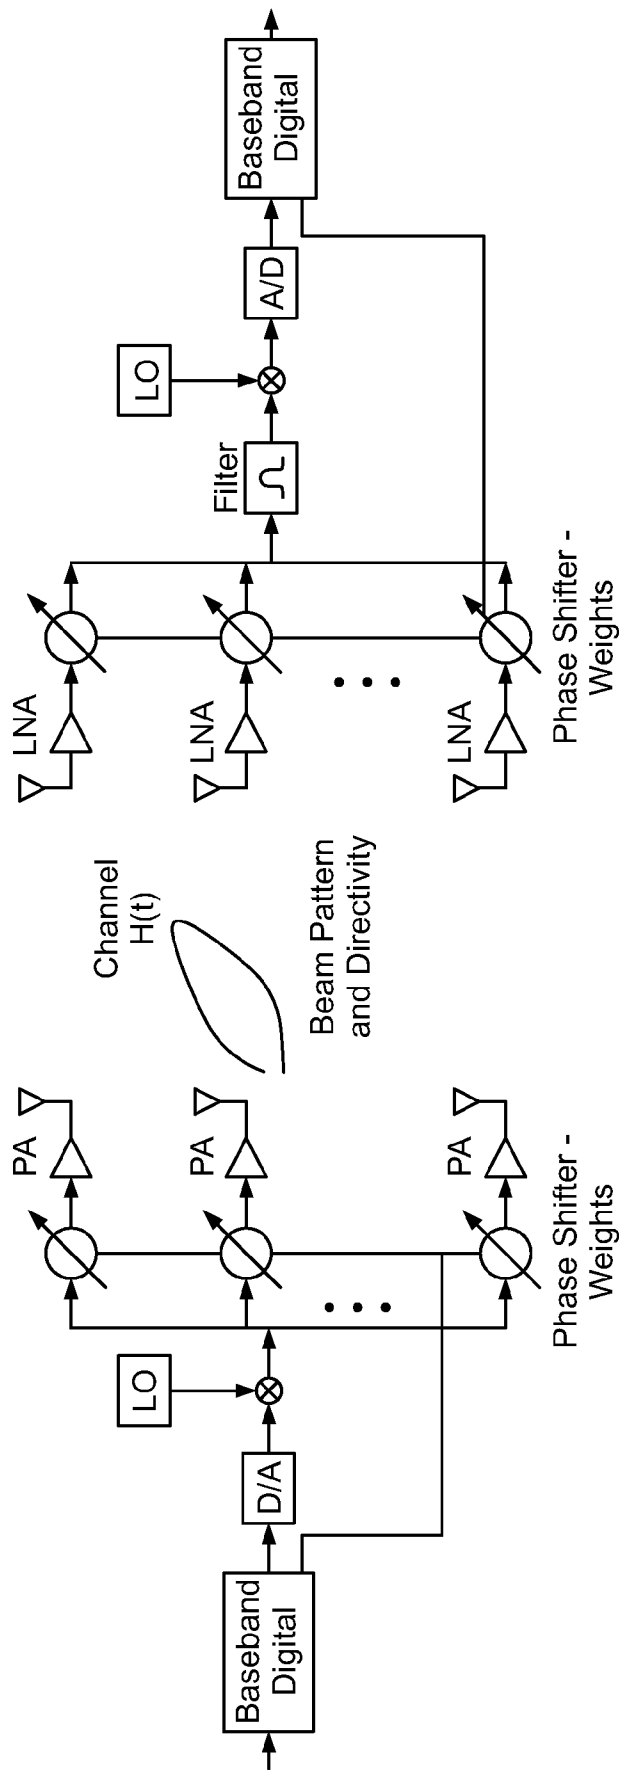 Baseband
Digital
D/A
LO
PA
PA
PA
Phase Shifter -
Weights
Channel
H(t)
Beam Pattern
and Directivity
LNA
LNA
LNA
Phase Shifter -
Weights
Filter
LO
A/D
Baseband
Digital